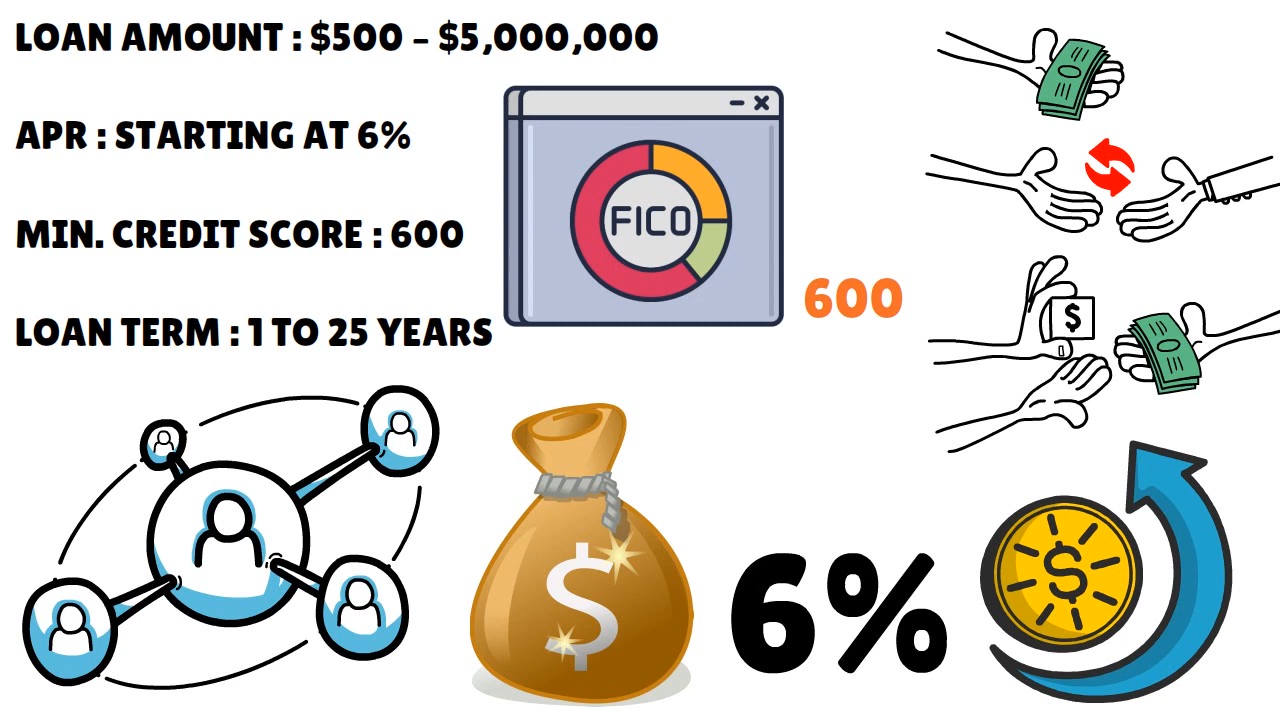 LOAN AMOUNT : $500 – $5,000,000
APR : STARTING AT 6%
MIN. CREDIT SCORE : 600
LOAN TERM : 1 TO 25 YEARS
FICO
600
$
$
6%
$